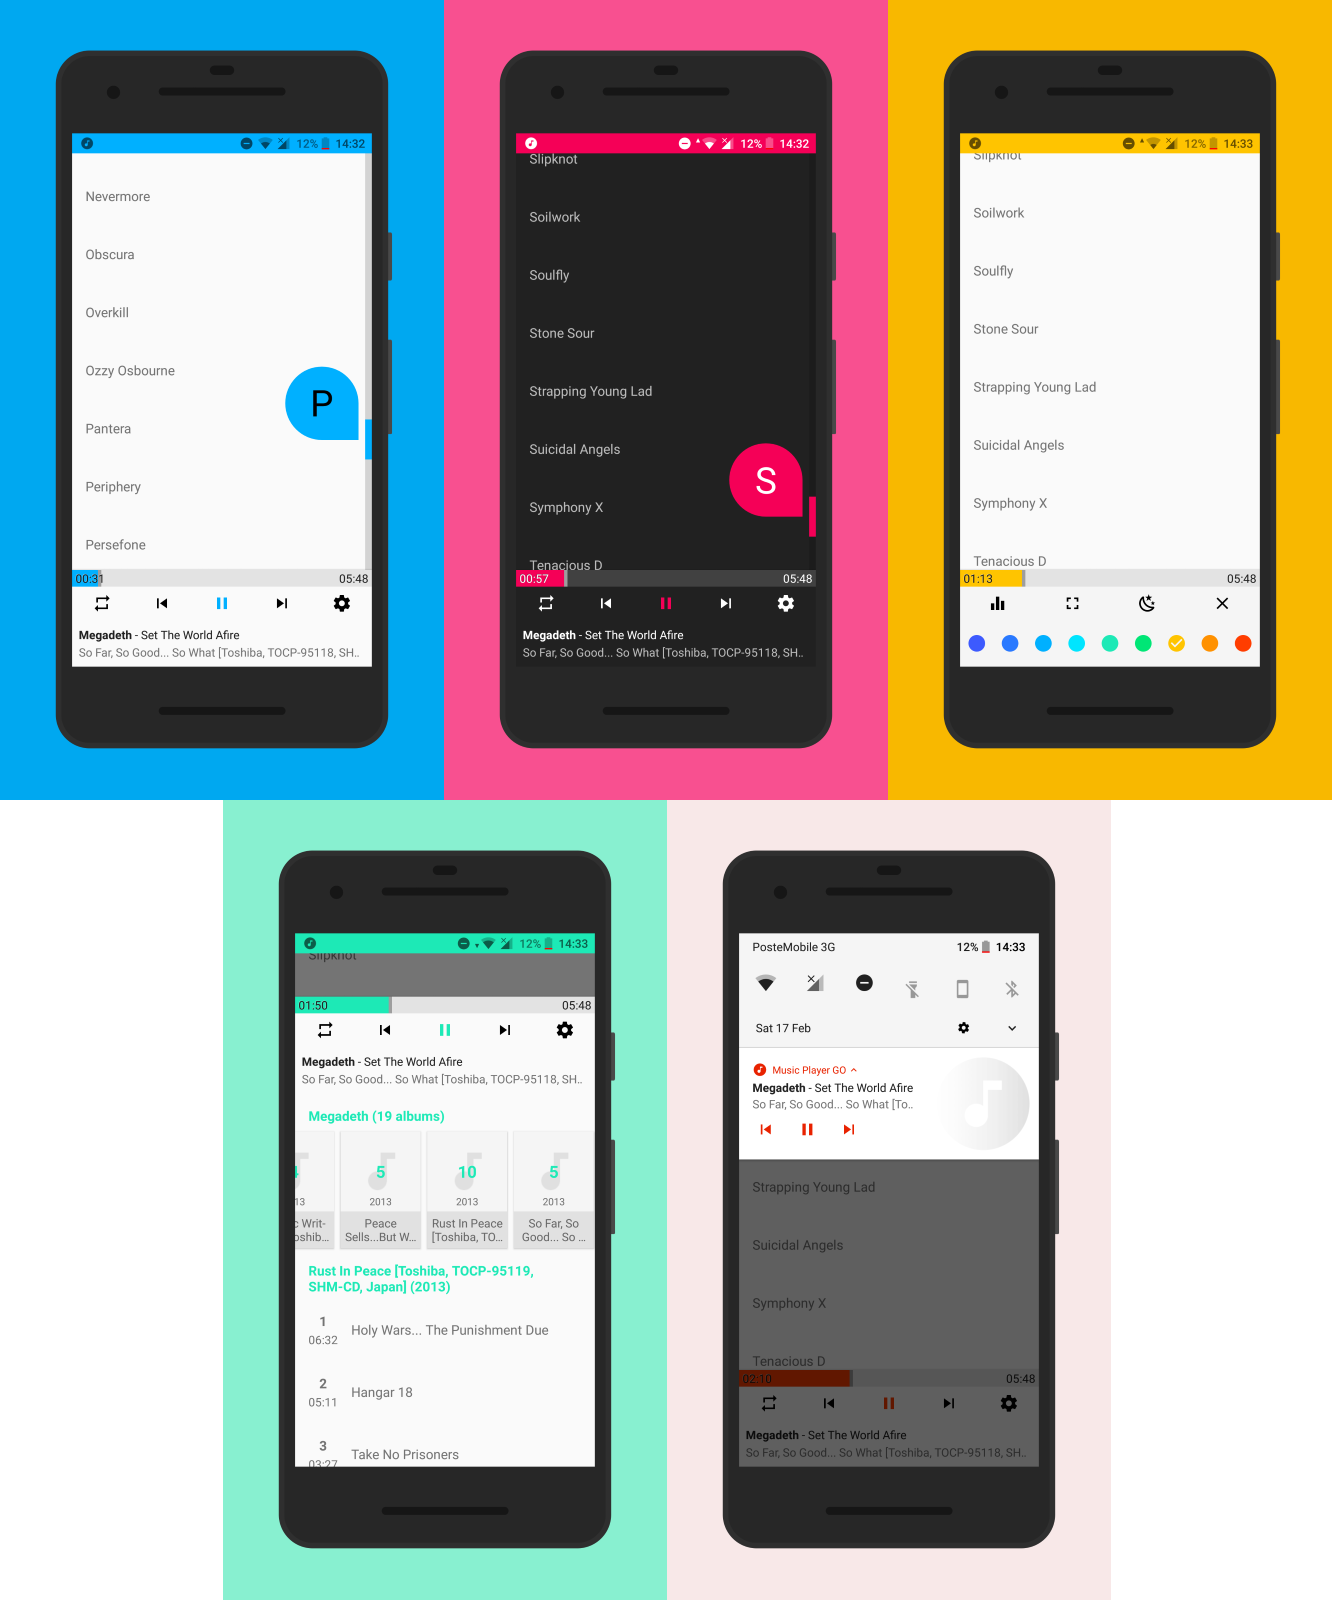 12% 14:32
Nevermore
Obscura
Overkill
Ozzy Osbourne
P
Pantera
Periphery
Persefone
00:31 05:48
Megadeth - Set The World Afire
So Far, So Good... So What [Toshiba, TOCP-95118, SH..
12% 14:32
Slipknot
Soilwork
Soulfly
Stone Sour
Strapping Young Lad
Suicidal Angels
S
Symphony X
Tenacious D
00:57 05:48
Megadeth - Set The World Afire
So Far, So Good... So What [Toshiba, TOCP-95118, SH..
12% 14:33
Slipknot
Soilwork
Soulfly
Stone Sour
Strapping Young Lad
Suicidal Angels
Symphony X
Tenacious D
01:13 05:48
12% 14:33
Slipknot
01:50 05:48
Megadeth - Set The World Afire
So Far, So Good... So What [Toshiba, TOCP-95118, SH..
Megadeth (19 albums)
4 5 10 5
13 2013 2013 2013
c Writ- Peace Rust In Peace So Far, So
oshib... Sells...But W... [Toshiba, TO... Good... So ...
Rust In Peace [Toshiba, TOCP-95119,
SHM-CD, Japan] (2013)
1
06:32 Holy Wars... The Punishment Due
2
05:11 Hangar 18
3
03:27 Take No Prisoners
PosteMobile 3G 12% 14:33
Sat 17 Feb
Music Player GO
Megadeth - Set The World Afire
So Far, So Good... So What [To..
Strapping Young Lad
Suicidal Angels
Symphony X
Tenacious D
02:10 05:48
Megadeth - Set The World Afire
So Far, So Good... So What [Toshiba, TOCP-95118, SH..